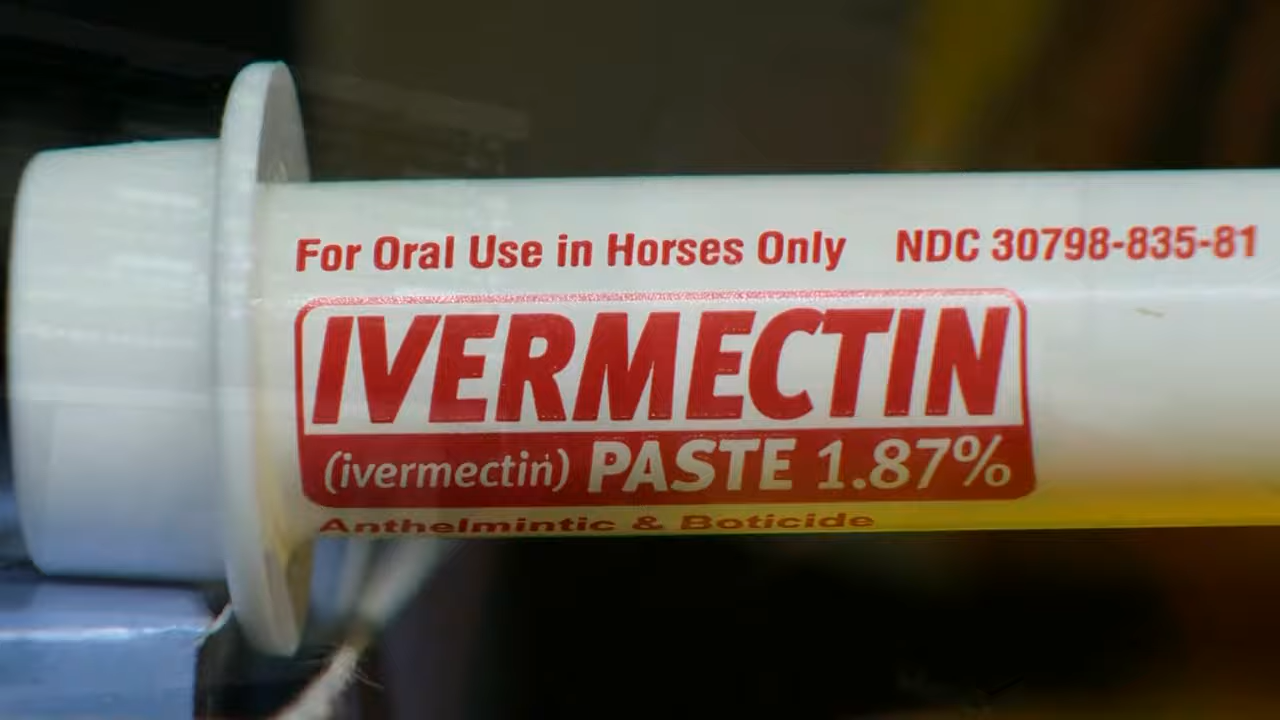 For Oral Use in Horses Only NDC 30798-835-81
IVERMECTIN
(ivermectin) PASTE 1.87%
Anthelmintic & Boticide